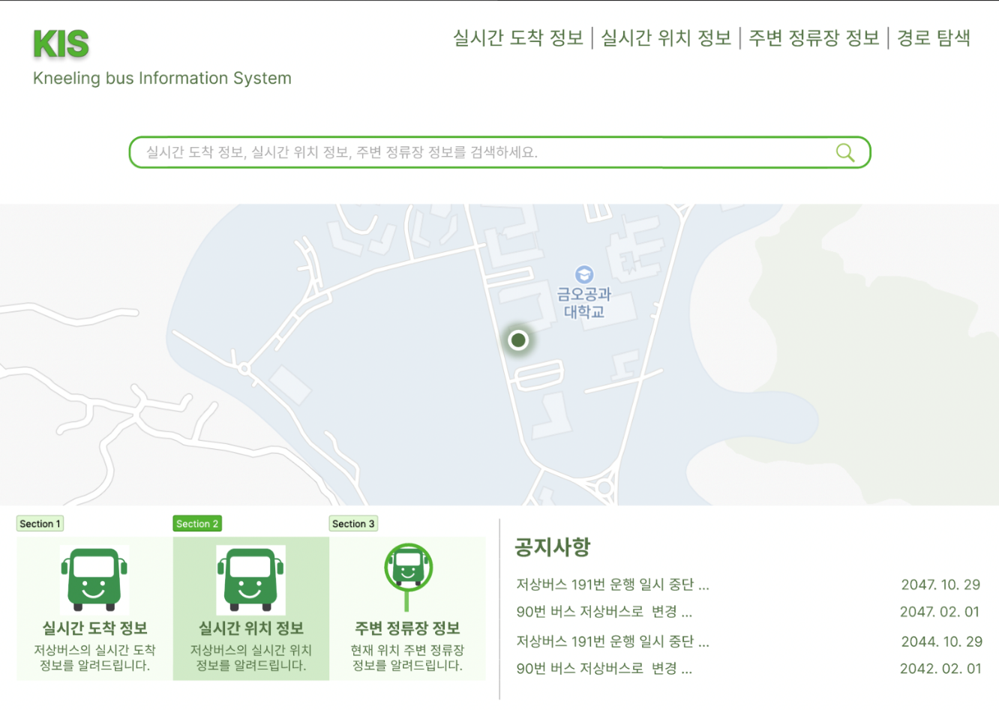 KIS
Kneeling bus Information System
실시간 도착 정보 | 실시간 위치 정보 | 주변 정류장 정보 | 경로 탐색
실시간 도착 정보, 실시간 위치 정보, 주변 정류장 정보를 검색하세요.
금오공과
대학교
Section 1
실시간 도착 정보
저상버스의 실시간 도착
정보를 알려드립니다.
Section 2
실시간 위치 정보
저상버스의 실시간 위치
정보를 알려드립니다.
Section 3
주변 정류장 정보
현재 위치 주변 정류장
정보를 알려드립니다.
공지사항
저상버스 191번 운행 일시 중단 ... 2047. 10. 29
90번 버스 저상버스로 변경 ... 2047. 02. 01
저상버스 191번 운행 일시 중단 ... 2044. 10. 29
90번 버스 저상버스로 변경 ... 2042. 02. 01